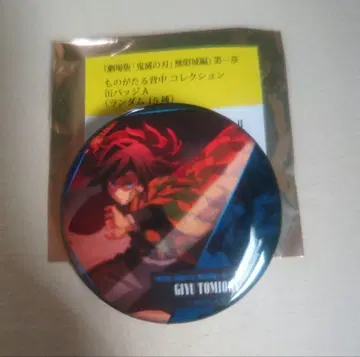 「劇場版「鬼滅の刃」無限城編」第一章
ものがたる背中 コレクション
缶バッジ A
(ランダム 16種)
GIYU TOMIOKA